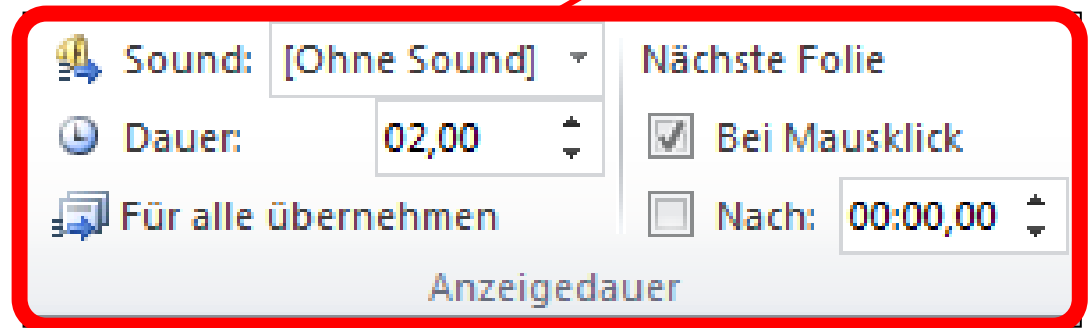 Sound: [Ohne Sound]
Dauer: 02,00
Für alle übernehmen
Nächste Folie
Bei Mausklick
Nach: 00:00,00
Anzeigedauer